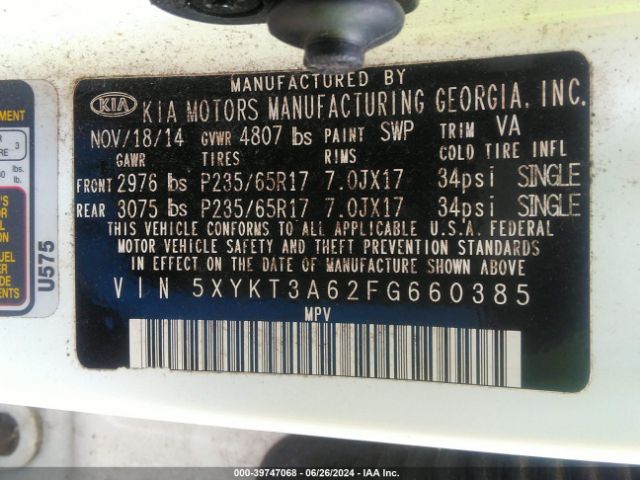 MANUFACTURED BY
KIA KIA MOTORS MANUFACTURING GEORGIA, INC.
NOV/18/14 GVWR 4807 lbs PAINT SWP TRIM VA
GAWR TIRES RIMS COLD TIRE INFL
FRONT 2976 lbs P235/65R17 7.0JX17 34psi SINGLE
REAR 3075 lbs P235/65R17 7.0JX17 34psi SINGLE
THIS VEHICLE CONFORMS TO ALL APPLICABLE U.S.A. FEDERAL
MOTOR VEHICLE SAFETY AND THEFT PREVENTION STANDARDS
IN EFFECT ON THE DATE OF MANUFACTURE SHOWN ABOVE
VIN 5XYKT3A62FG660385
MPV
U575
3
lbs.
lb.
000-39747068 | 06/26/2024 | IAA Inc.